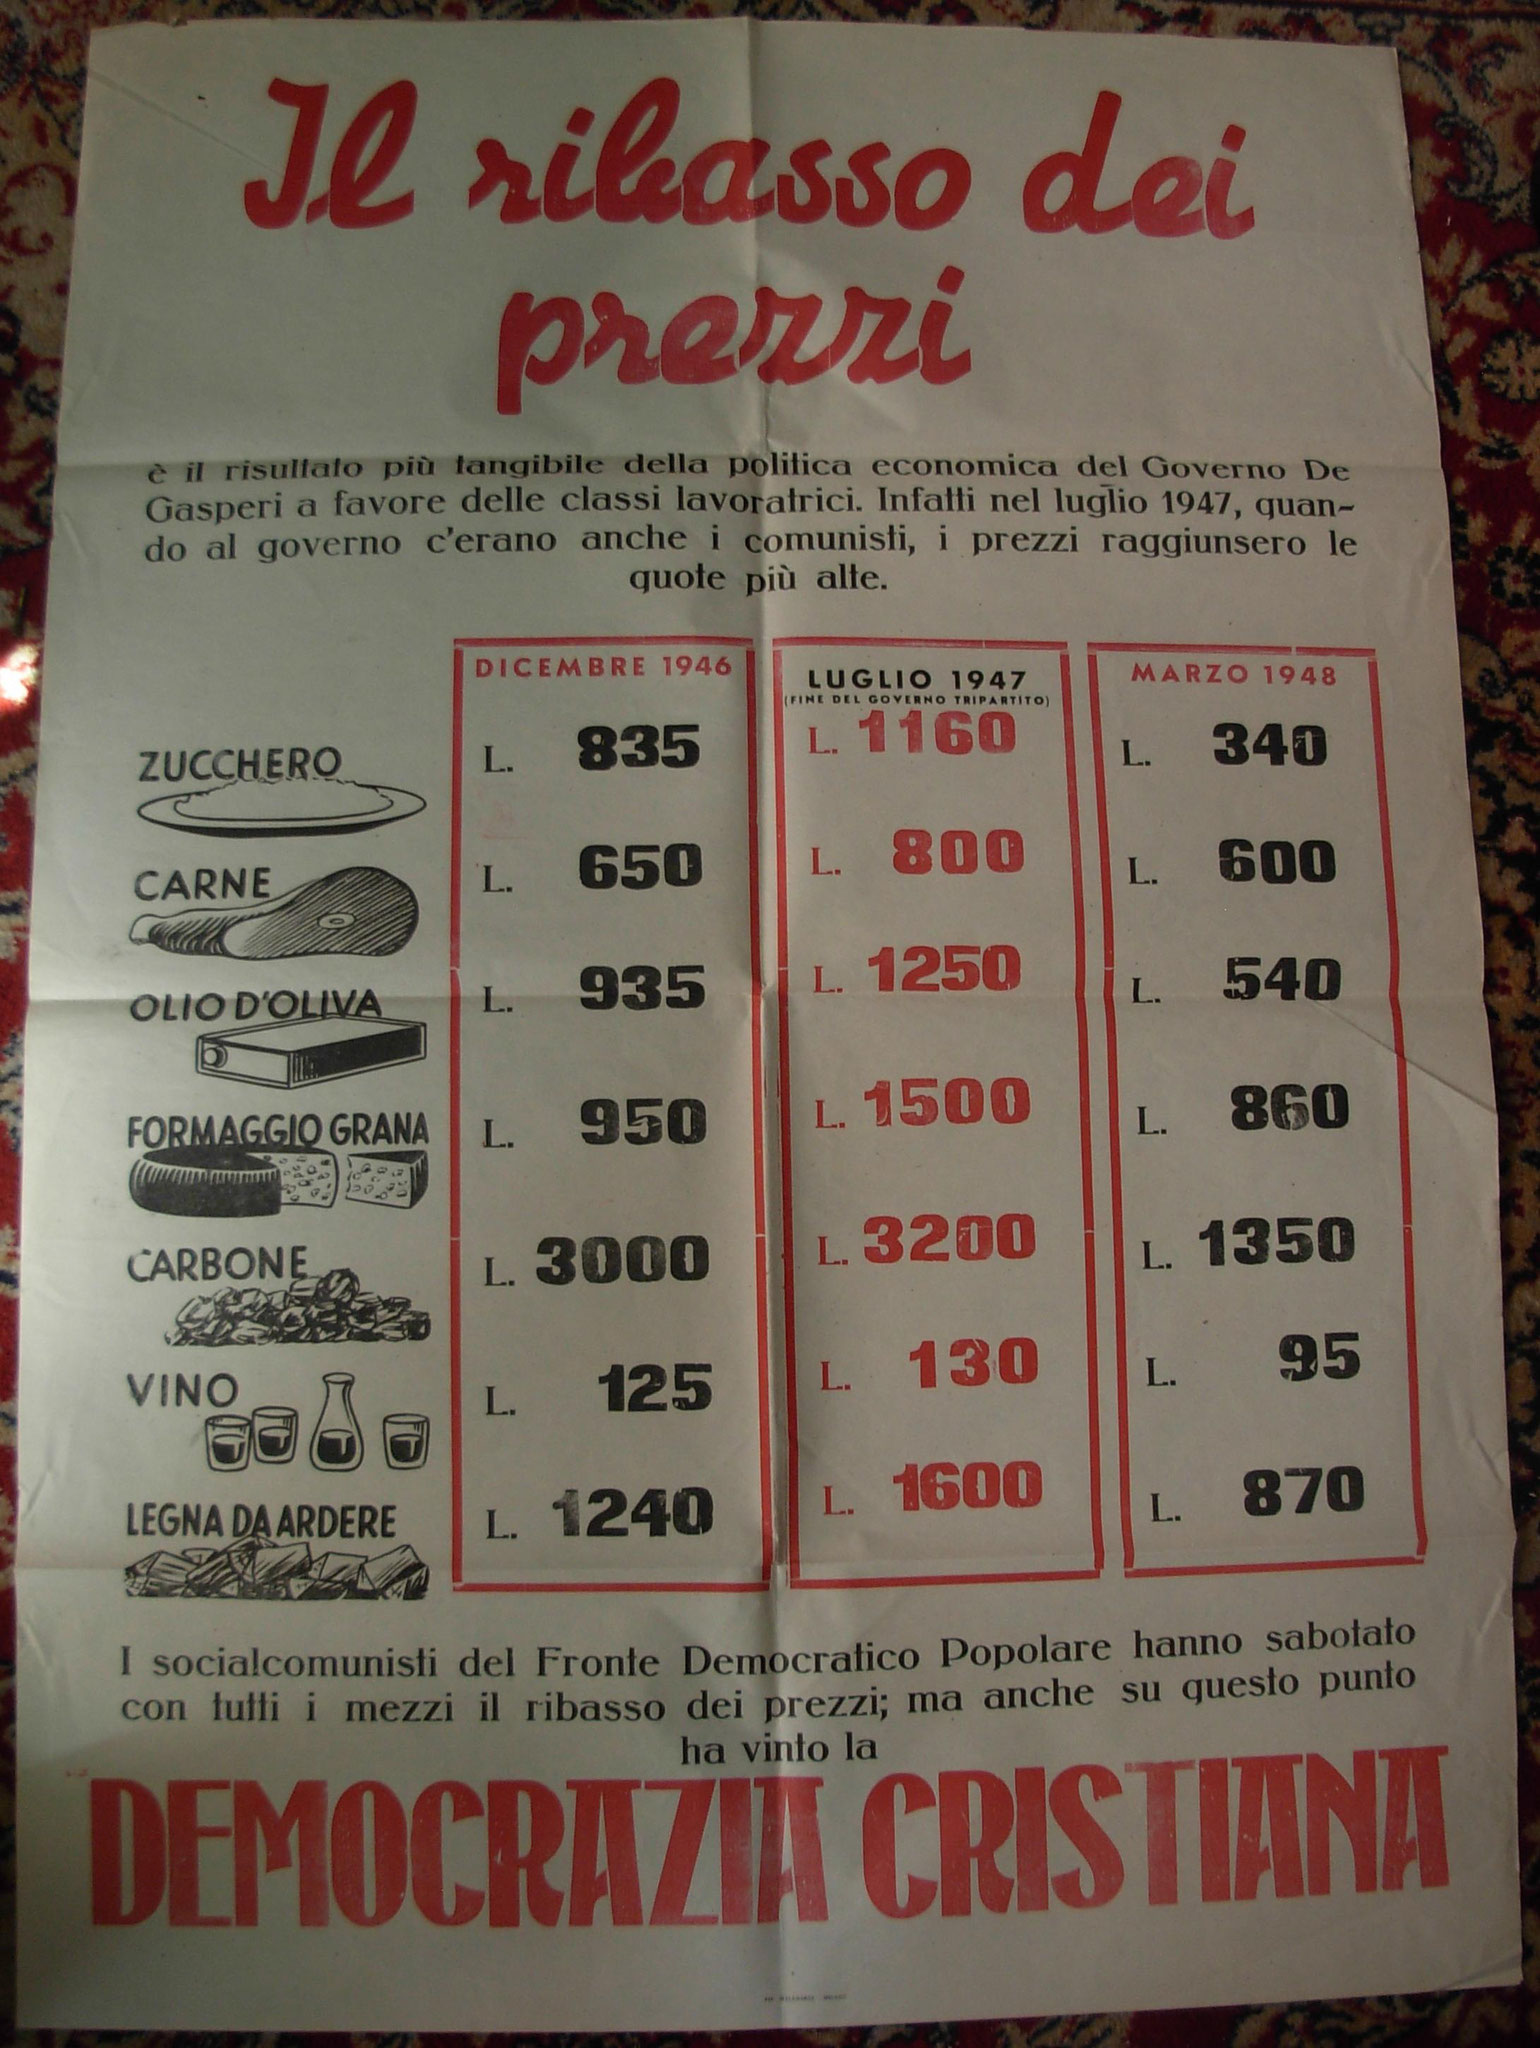 Il ribasso dei
prezzi
è il risultato più tangibile della politica economica del Governo De
Gasperi a favore delle classi lavoratrici. Infatti nel luglio 1947, quan-
do al governo c'erano anche i comunisti, i prezzi raggiunsero le
quote più alte.
DICEMBRE 1946 LUGLIO 1947 MARZO 1948
(FINE DEL GOVERNO TRIPARTITO)
ZUCCHERO L. 835 L. 1160 L. 340
CARNE L. 650 L. 800 L. 600
OLIO D'OLIVA L. 935 L. 1250 L. 540
FORMAGGIO GRANA L. 950 L. 1500 L. 860
CARBONE L. 3000 L. 3200 L. 1350
VINO L. 125 L. 130 L. 95
LEGNA DA ARDERE L. 1240 L. 1600 L. 870
I socialcomunisti del Fronte Democratico Popolare hanno sabotato
con tutti i mezzi il ribasso dei prezzi; ma anche su questo punto
ha vinto la
DEMOCRAZIA CRISTIANA